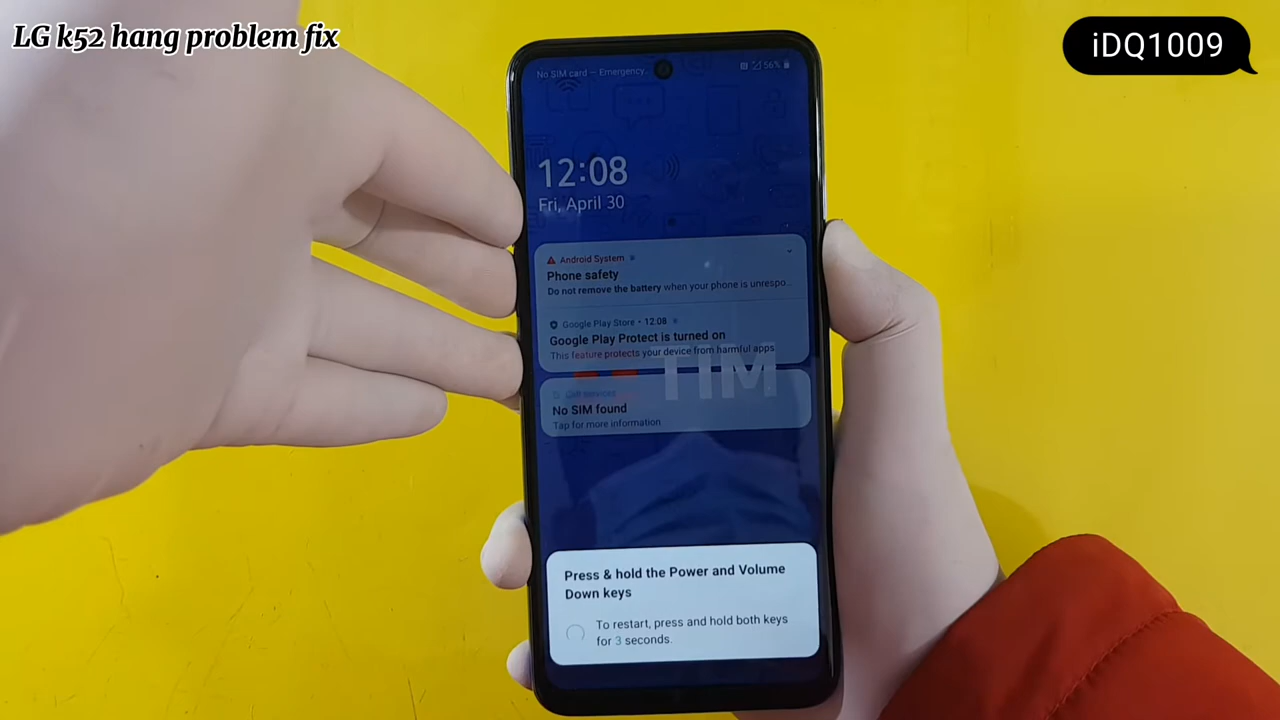 LG k52 hang problem fix
iDQ1009
No SIM card — Emergency..
56%
12:08
Fri, April 30
Android System
Phone safety
Do not remove the battery when your phone is unrespo...
Google Play Store • 12:08
Google Play Protect is turned on
This feature protects your device from harmful apps
TIM
No SIM found
Tap for more information
Press & hold the Power and Volume
Down keys
To restart, press and hold both keys
for 3 seconds.